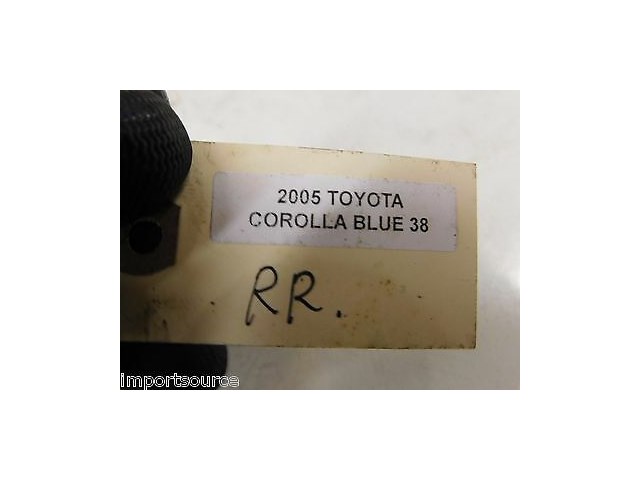 2005 TOYOTA
COROLLA BLUE 38
RR.
importsource